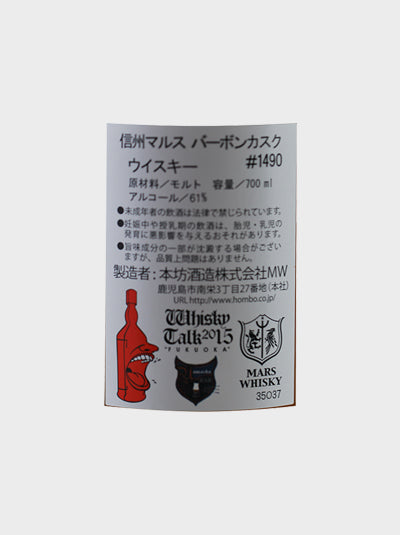 信州マルス バーボンカスク
ウイスキー #1490
原材料／モルト 容量／700㎖
アルコール／61%
●未成年者の飲酒は法律で禁じられています。
●妊娠中や授乳期の飲酒は、胎児・乳児の
発育に悪影響を与えるおそれがあります。
●旨味成分の一部が沈澱する場合がござい
ますが、品質上問題はありません。
製造者：本坊酒造株式会社MW
鹿児島市南栄3丁目27番地（本社）
URL http://www.hombo.co.jp/
Whisky
Talk2015
"FUKUOKA"
MARS
WHISKY
35037